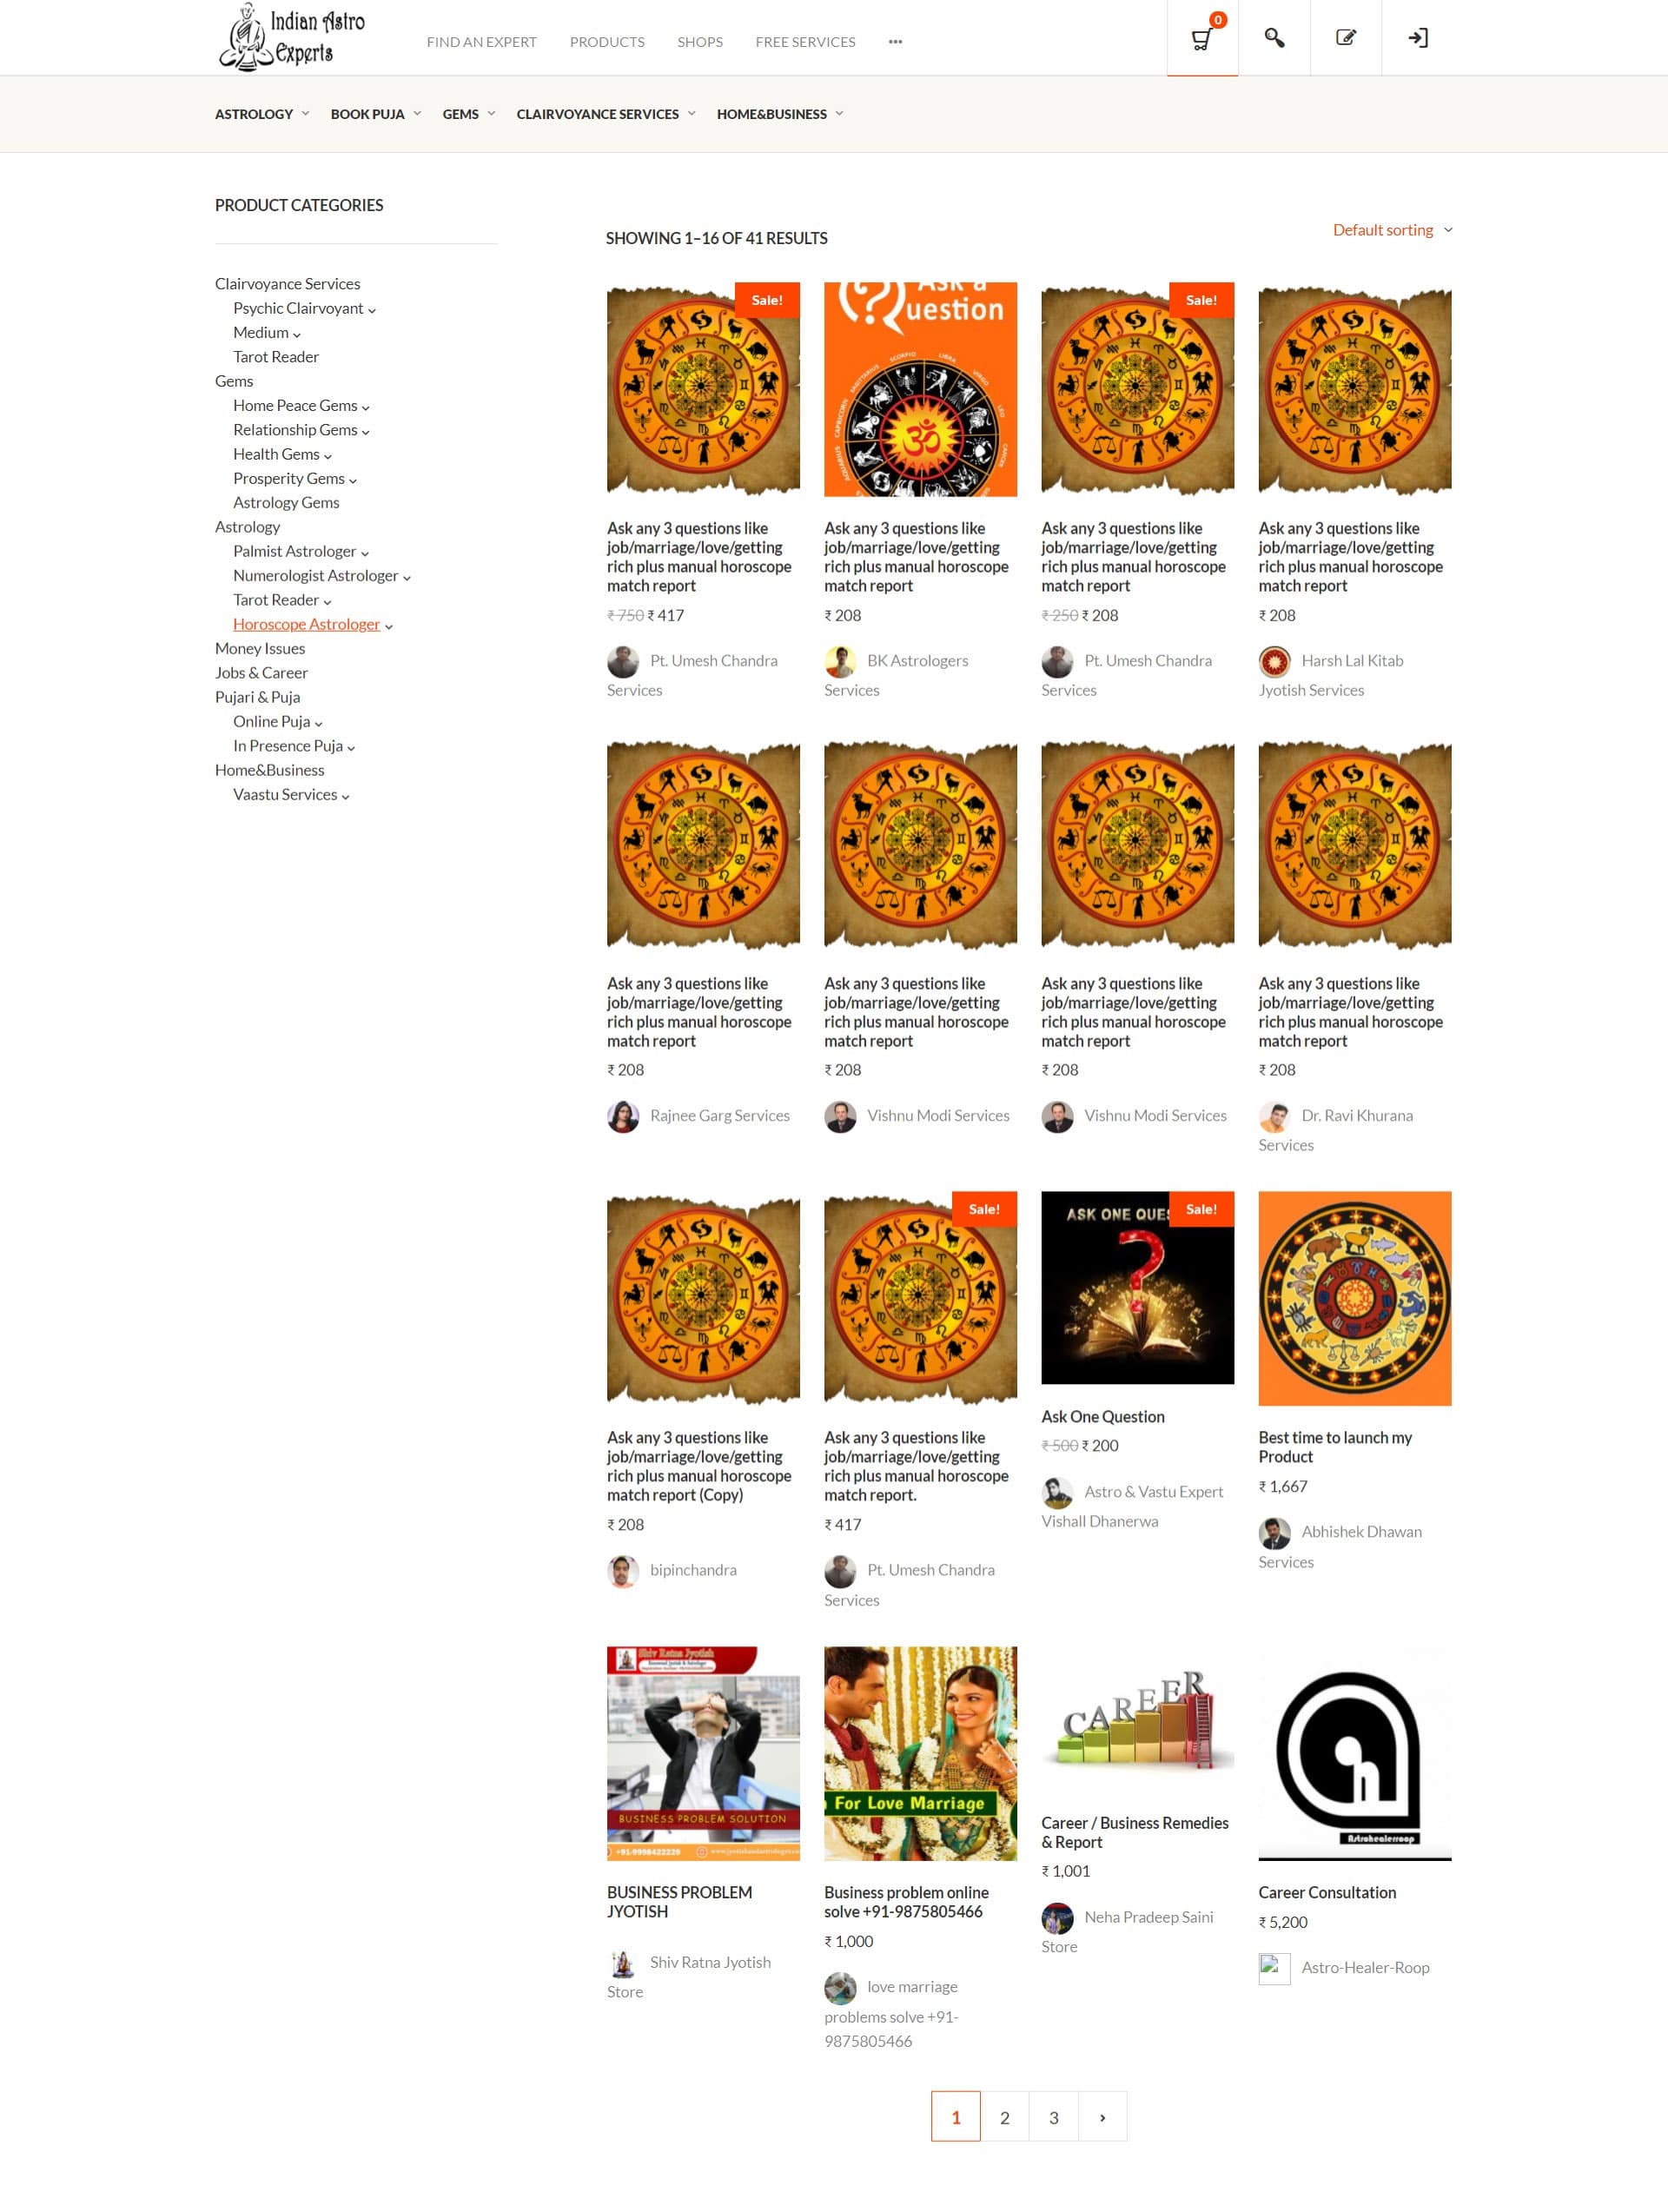 Indian Astro
Experts
FIND AN EXPERT
PRODUCTS
SHOPS
FREE SERVICES
0
ASTROLOGY
BOOK PUJA
GEMS
CLAIRVOYANCE SERVICES
HOME&BUSINESS
PRODUCT CATEGORIES
Clairvoyance Services
Psychic Clairvoyant
Medium
Tarot Reader
Gems
Home Peace Gems
Relationship Gems
Health Gems
Prosperity Gems
Astrology Gems
Astrology
Palmist Astrologer
Numerologist Astrologer
Tarot Reader
Horoscope Astrologer
Money Issues
Jobs & Career
Pujari & Puja
Online Puja
In Presence Puja
Home&Business
Vaastu Services
SHOWING 1–16 OF 41 RESULTS
Default sorting
Sale!
Ask any 3 questions like
job/marriage/love/getting
rich plus manual horoscope
match report
₹ 750 ₹ 417
Pt. Umesh Chandra
Services
Ask a
uestion
SCORPIO
LIBRA
VIRGO
LEO
CANCER
SAGITTARIUS
CAPRICORN
AQUARIUS
ॐ
Ask any 3 questions like
job/marriage/love/getting
rich plus manual horoscope
match report
₹ 208
BK Astrologers
Services
Sale!
Ask any 3 questions like
job/marriage/love/getting
rich plus manual horoscope
match report
₹ 250 ₹ 208
Pt. Umesh Chandra
Services
Ask any 3 questions like
job/marriage/love/getting
rich plus manual horoscope
match report
₹ 208
Harsh Lal Kitab
Jyotish Services
Ask any 3 questions like
job/marriage/love/getting
rich plus manual horoscope
match report
₹ 208
Rajnee Garg Services
Ask any 3 questions like
job/marriage/love/getting
rich plus manual horoscope
match report
₹ 208
Vishnu Modi Services
Ask any 3 questions like
job/marriage/love/getting
rich plus manual horoscope
match report
₹ 208
Vishnu Modi Services
Ask any 3 questions like
job/marriage/love/getting
rich plus manual horoscope
match report
₹ 208
Dr. Ravi Khurana
Services
Ask any 3 questions like
job/marriage/love/getting
rich plus manual horoscope
match report (Copy)
₹ 208
bipinchandra
Sale!
Ask any 3 questions like
job/marriage/love/getting
rich plus manual horoscope
match report.
₹ 417
Pt. Umesh Chandra
Services
ASK ONE QUES
Sale!
Ask One Question
₹ 500 ₹ 200
Astro & Vastu Expert
Vishall Dhanerwa
Best time to launch my
Product
₹ 1,667
Abhishek Dhawan
Services
Shiv Ratna Jyotish
BUSINESS PROBLEM SOLUTION
BUSINESS PROBLEM
JYOTISH
Shiv Ratna Jyotish
Store
For Love Marriage
Business problem online
solve +91-9875805466
₹ 1,000
love marriage
problems solve +91-
9875805466
CAREER
Career / Business Remedies
& Report
₹ 1,001
Neha Pradeep Saini
Store
Astrohealerroop
Career Consultation
₹ 5,200
Astro-Healer-Roop
1
2
3